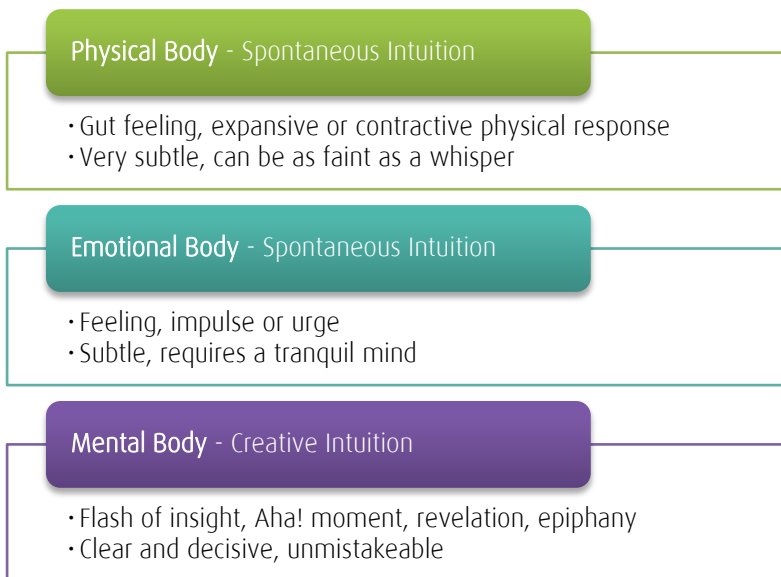 Physical Body - Spontaneous Intuition
· Gut feeling, expansive or contractive physical response
· Very subtle, can be as faint as a whisper
Emotional Body - Spontaneous Intuition
· Feeling, impulse or urge
· Subtle, requires a tranquil mind
Mental Body - Creative Intuition
· Flash of insight, Aha! moment, revelation, epiphany
· Clear and decisive, unmistakeable